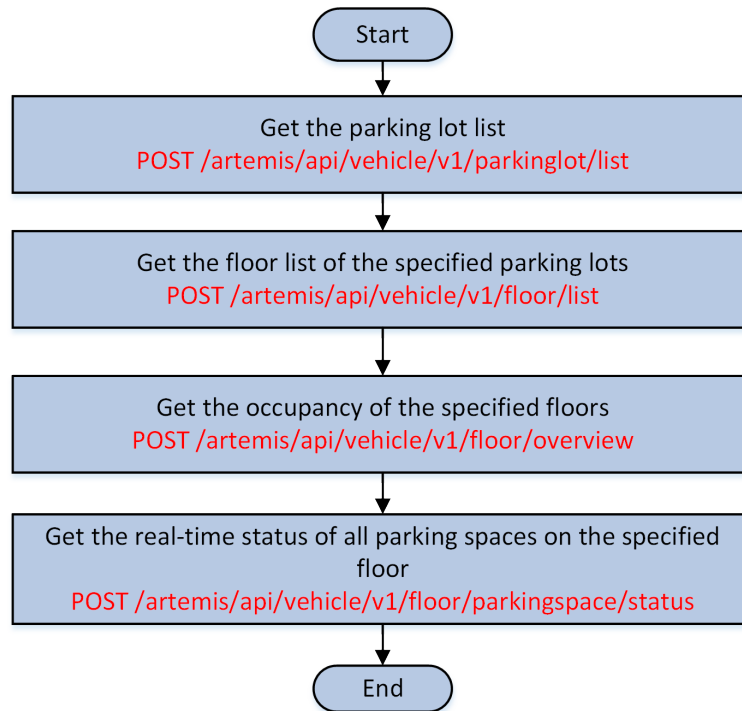 Start
Get the parking lot list
POST /artemis/api/vehicle/v1/parkinglot/list
Get the floor list of the specified parking lots
POST /artemis/api/vehicle/v1/floor/list
Get the occupancy of the specified floors
POST /artemis/api/vehicle/v1/floor/overview
Get the real-time status of all parking spaces on the specified
floor
POST /artemis/api/vehicle/v1/floor/parkingspace/status
End